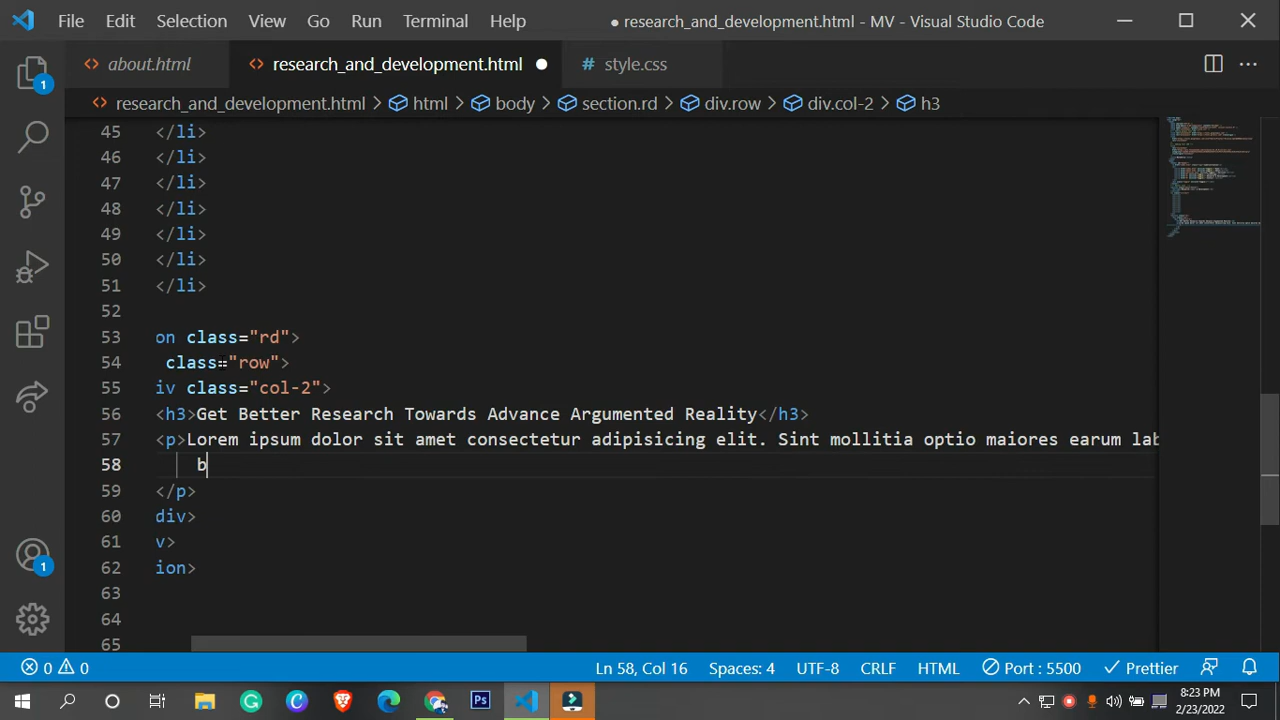 File Edit Selection View Go Run Terminal Help
● research_and_development.html - MV - Visual Studio Code
about.html
research_and_development.html
# style.css
research_and_development.html > html > body > section.rd > div.row > div.col-2 > h3
45 </li>
46 </li>
47 </li>
48 </li>
49 </li>
50 </li>
51 </li>
52
53 on class="rd">
54 class="row">
55 iv class="col-2">
56 <h3>Get Better Research Towards Advance Argumented Reality</h3>
57 <p>Lorem ipsum dolor sit amet consectetur adipisicing elit. Sint mollitia optio maiores earum lab
58 b
59 </p>
60 div>
61 v>
62 ion>
63
64
65
1
1
0 0 Ln 58, Col 16 Spaces: 4 UTF-8 CRLF HTML Port : 5500 Prettier
Ps
8:23 PM
2/23/2022